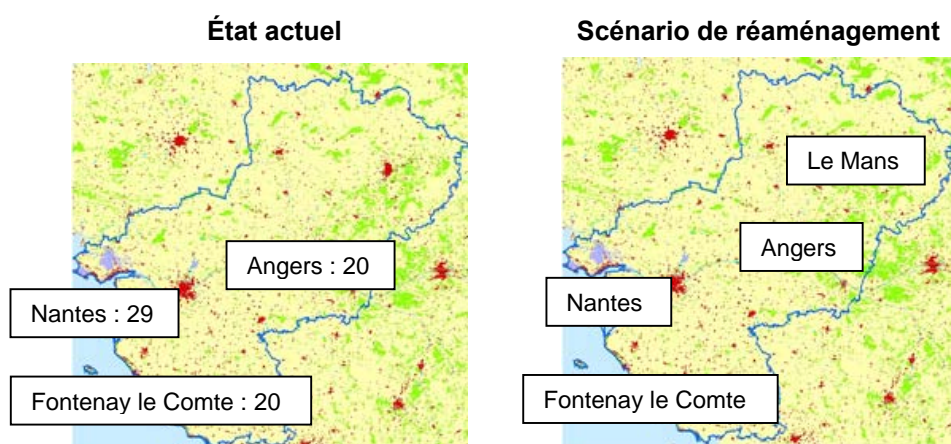 État actuel
Angers : 20
Nantes : 29
Fontenay le Comte : 20
Scénario de réaménagement
Le Mans
Angers
Nantes
Fontenay le Comte